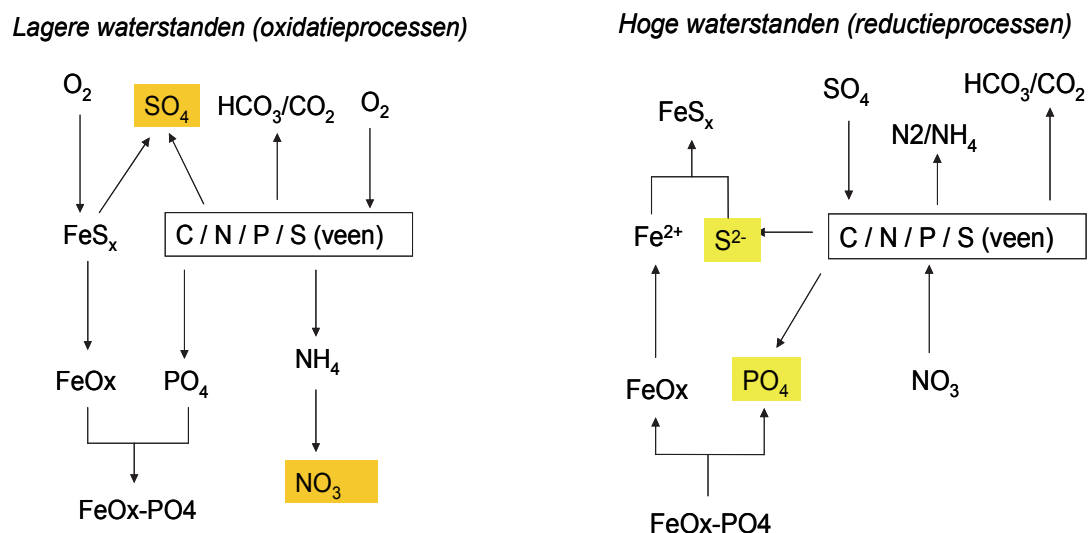 Lagere waterstanden (oxidatieprocessen)
O₂
SO₄
HCO₃/CO₂
O₂
FeSₓ
C / N / P / S (veen)
FeOx
PO₄
NH₄
NO₃
FeOx-PO4
Hoge waterstanden (reductieprocessen)
SO₄
HCO₃/CO₂
FeSₓ
N2/NH₄
Fe²⁺
S²⁻
C / N / P / S (veen)
FeOx
PO₄
NO₃
FeOx-PO4